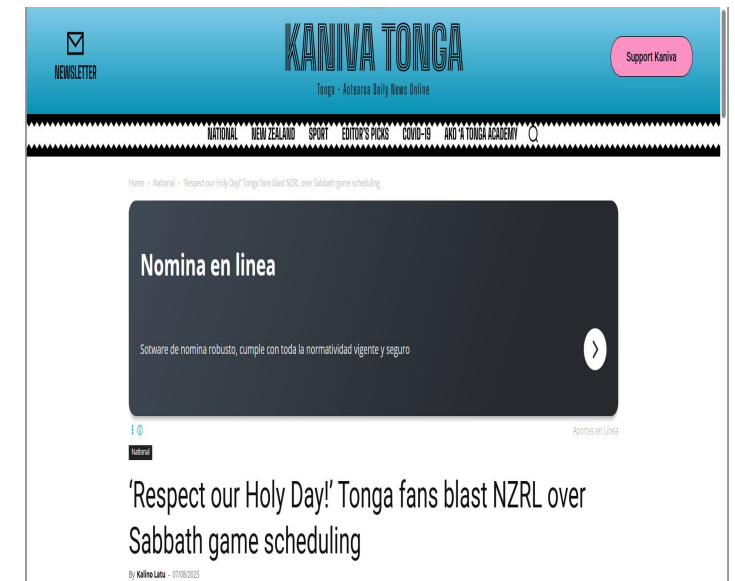 NEWSLETTER
KANIVA TONGA
Tonga - Aotearoa Daily News Online
Support Kaniva
NATIONAL NEW ZEALAND SPORT EDITOR'S PICKS COVID-19 AKO 'A TONGA ACADEMY
Home › National › 'Respect our Holy Day!' Tonga fans blast NZRL over Sabbath game scheduling
Nomina en linea
Sotware de nomina robusto, cumple con toda la normatividad vigente y seguro
Aportes en Línea
National
'Respect our Holy Day!' Tonga fans blast NZRL over
Sabbath game scheduling
By Kalino Latu - 07/08/2025